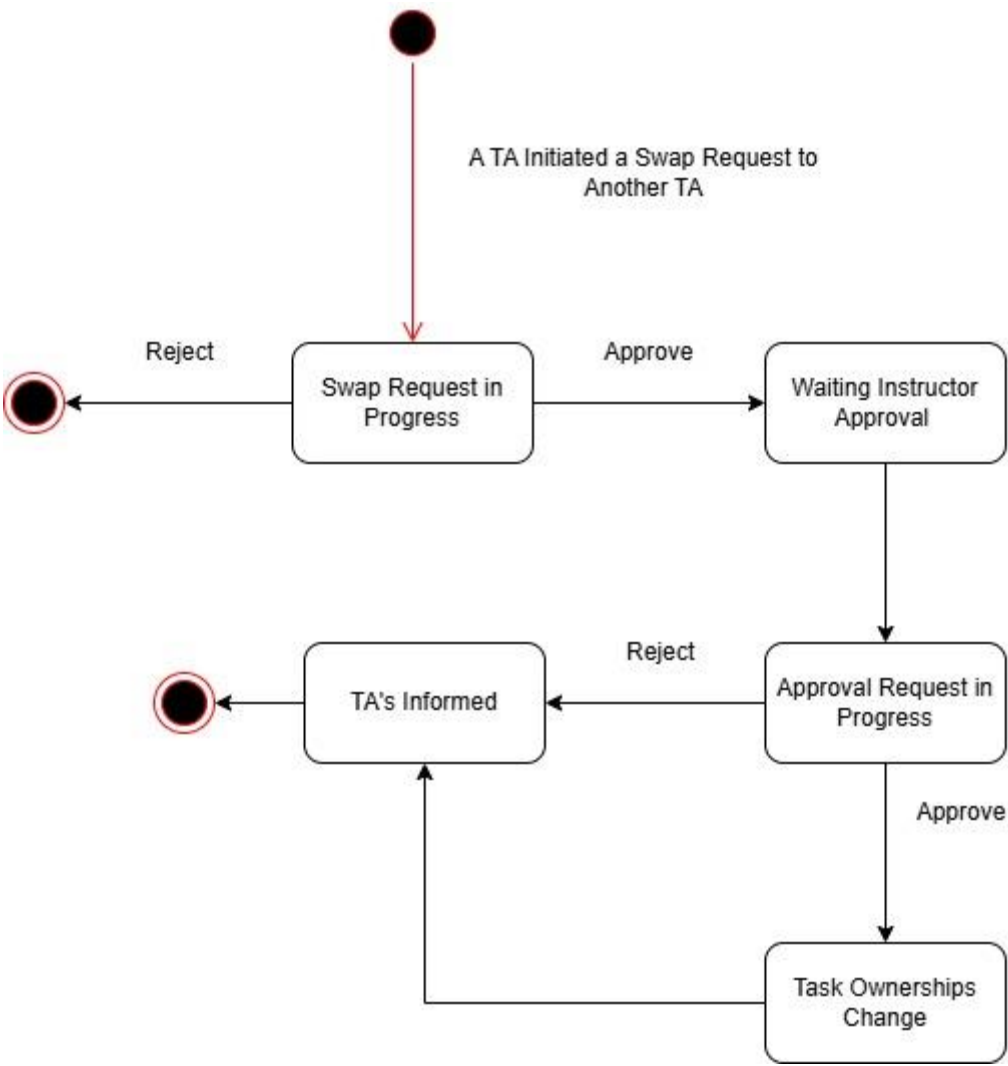 A TA Initiated a Swap Request to
Another TA
Reject
Approve
Swap Request in
Progress
Waiting Instructor
Approval
Reject
TA's Informed
Approval Request in
Progress
Approve
Task Ownerships
Change